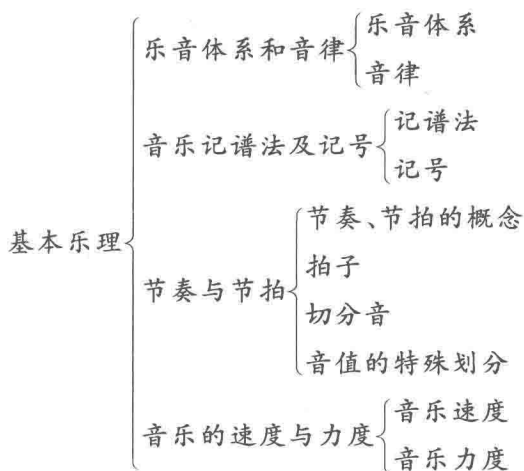 基本乐理
乐音体系和音律
乐音体系
音律
音乐记谱法及记号
记谱法
记号
节奏与节拍
节奏、节拍的概念
拍子
切分音
音值的特殊划分
音乐的速度与力度
音乐速度
音乐力度